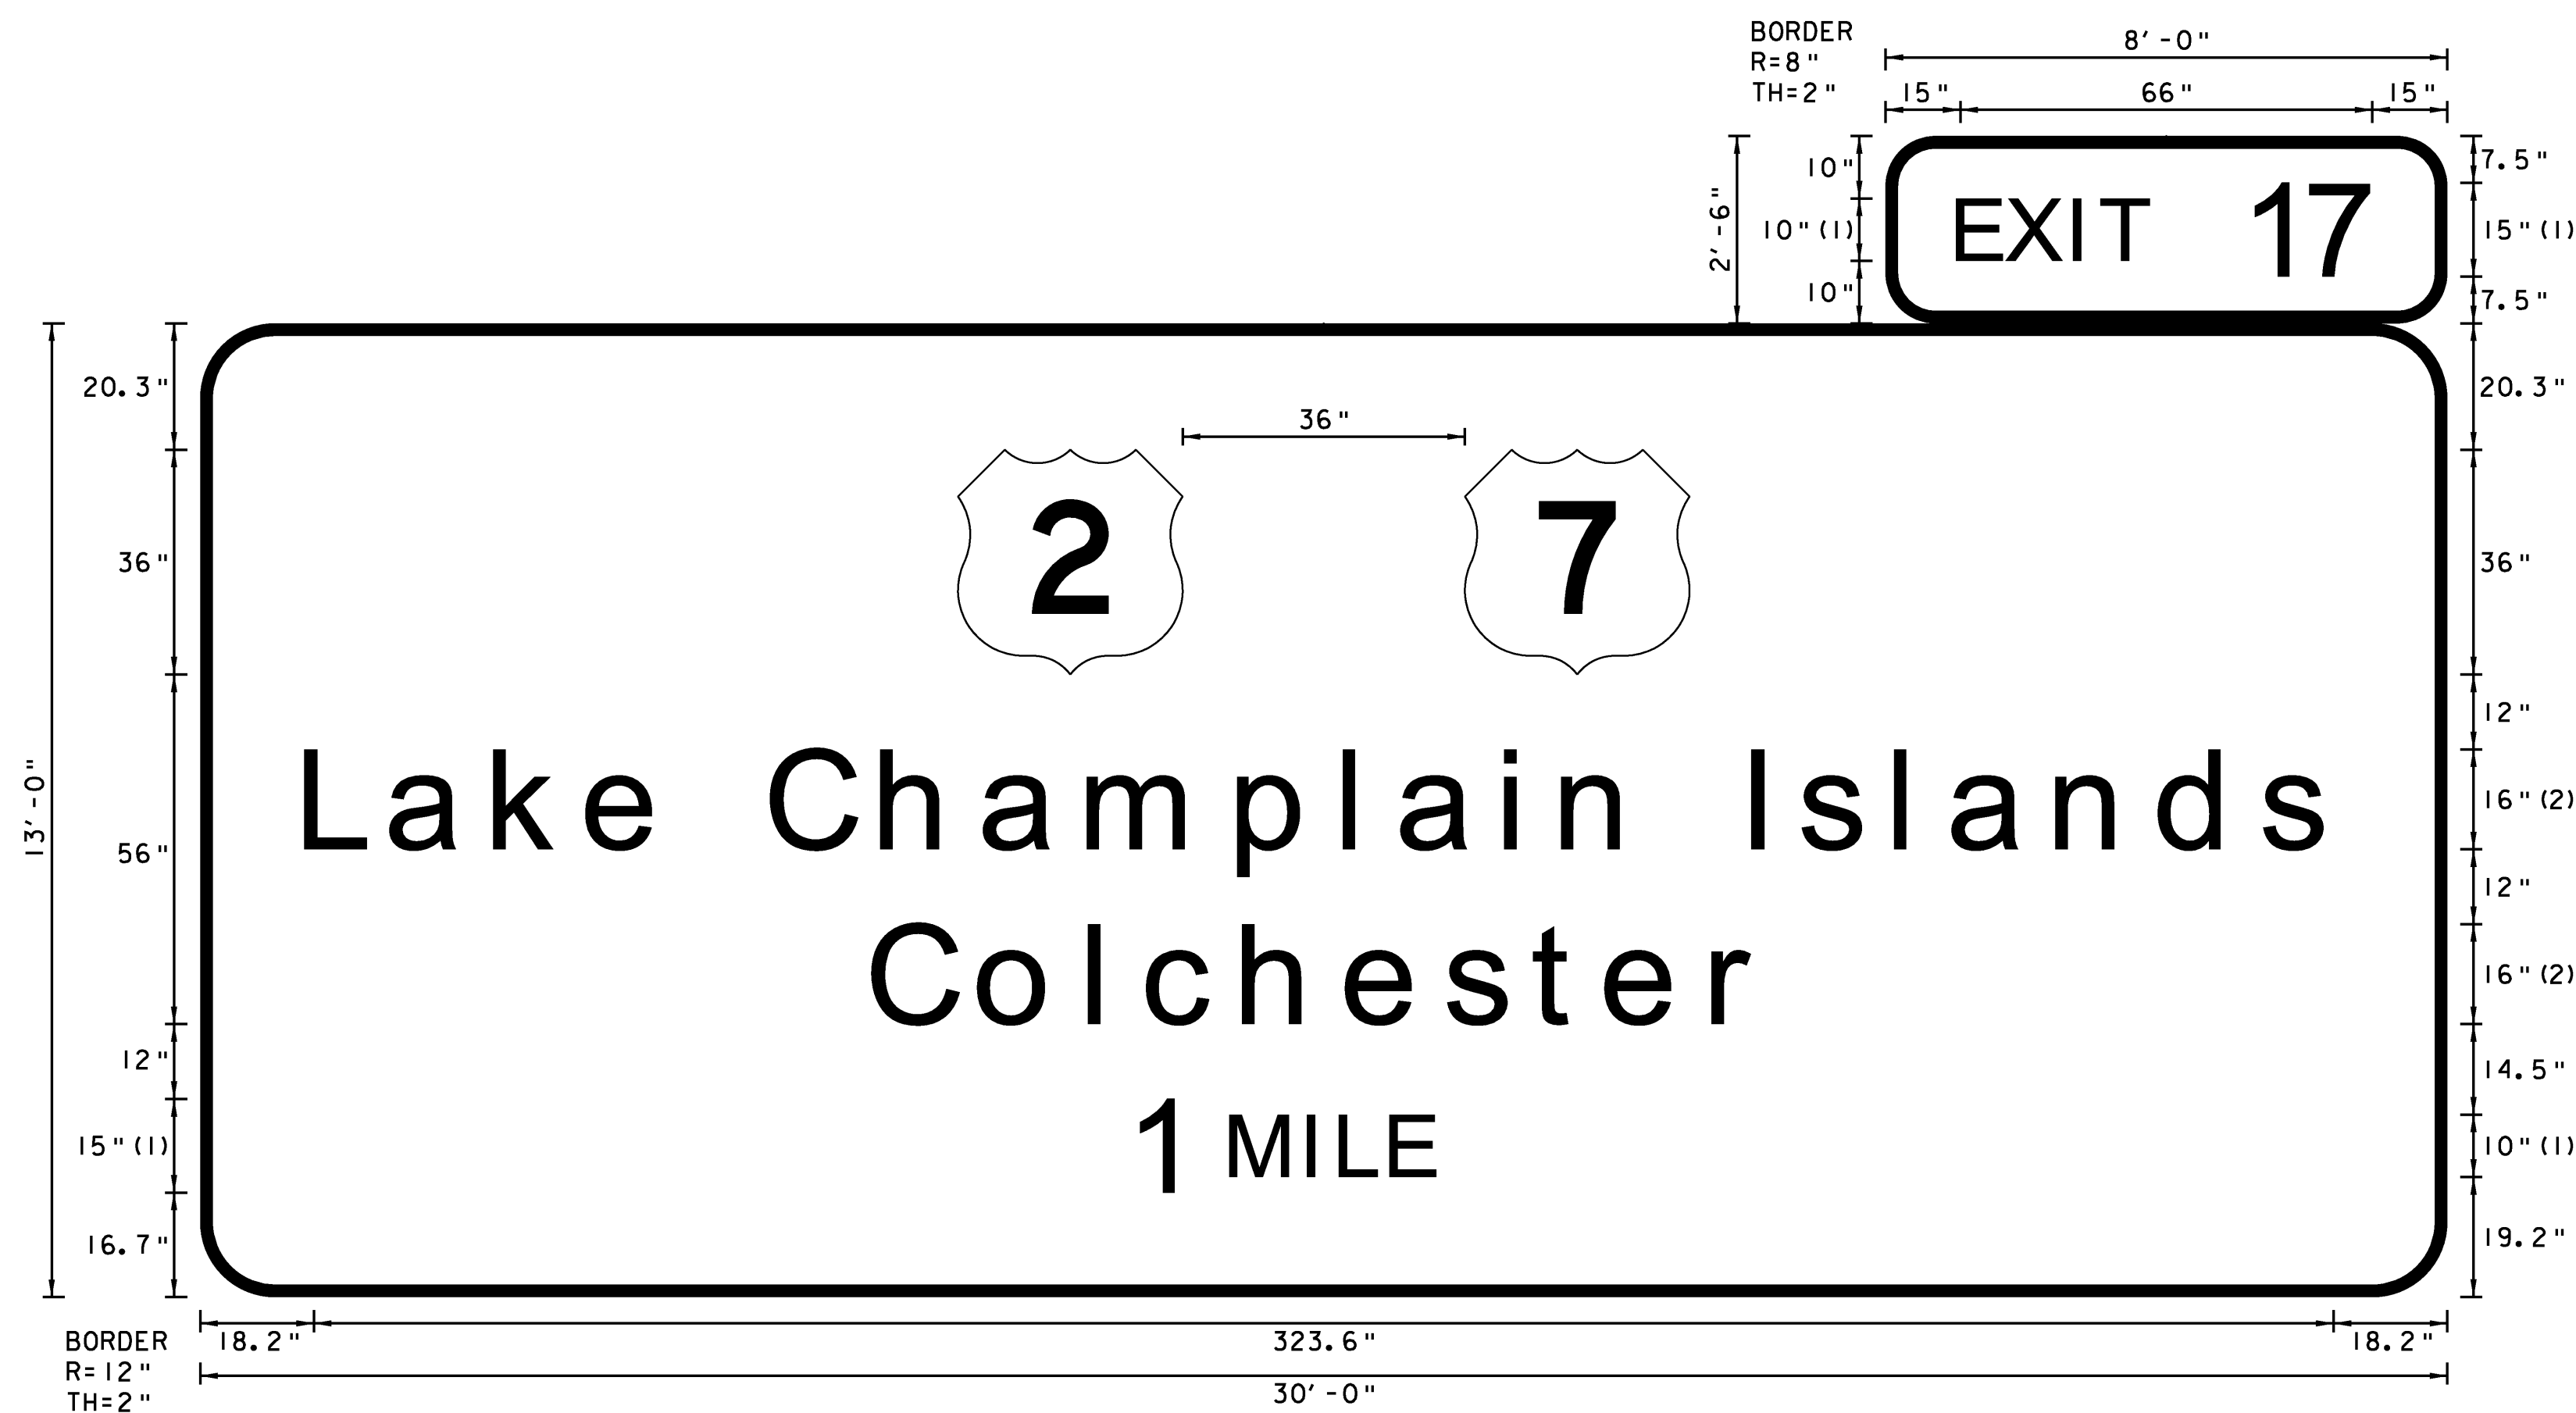 BORDER
R=8"
TH=2"
8'-0"
15" 66" 15"
2'-6"
10"
10"(1)
10"
EXIT 17
7.5"
15"(1)
7.5"
13'-0"
20.3"
36"
56"
12"
15"(1)
16.7"
36"
2 7
Lake Champlain Islands
Colchester
1 MILE
20.3"
36"
12"
16"(2)
12"
16"(2)
14.5"
10"(1)
19.2"
BORDER
R=12"
TH=2"
18.2" 323.6" 18.2"
30'-0"